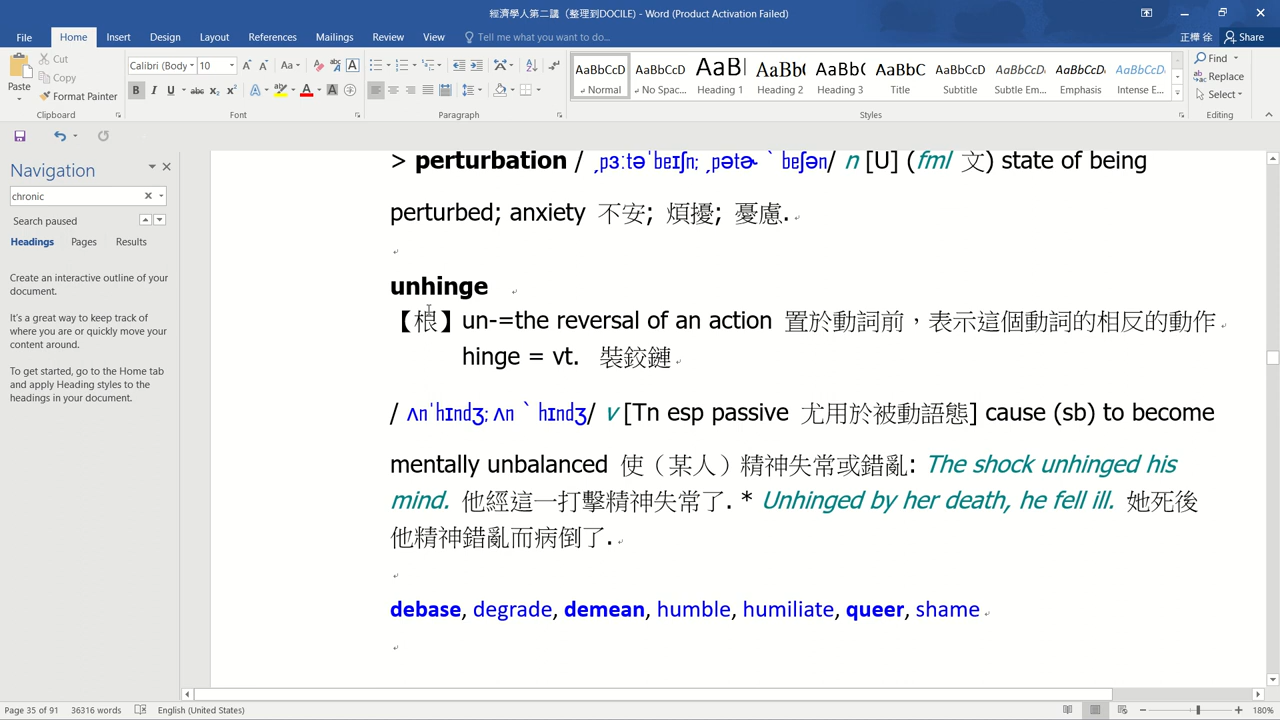 經濟學人第二講（整理到DOCILE) - Word (Product Activation Failed)
File Home Insert Design Layout References Mailings Review View Tell me what you want to do... 正樺 徐 Share
Cut
Copy
Format Painter
Paste
Calibri (Body 10
Clipboard Font Paragraph Styles Editing
AaBbCcD AaBbCcD AaBl AaBbC AaBbC AaBbC AaBbCcD AaBbCcD AaBbCcD AaBbCcD
Normal No Spac... Heading 1 Heading 2 Heading 3 Title Subtitle Subtle Em... Emphasis Intense E...
Find
Replace
Select
Navigation
chronic
Search paused
Headings Pages Results
Create an interactive outline of your
document.
It's a great way to keep track of
where you are or quickly move your
content around.
To get started, go to the Home tab
and apply Heading styles to the
headings in your document.
> perturbation / ˌpɜːtəˈbeɪʃn; ˌpətɚˋbeʃən/ n [U] (fml 文) state of being
perturbed; anxiety 不安; 煩擾; 憂慮.
unhinge
【根】un-=the reversal of an action 置於動詞前，表示這個動詞的相反的動作
hinge = vt. 裝鉸鏈
/ ʌnˈhɪndʒ; ʌnˋhɪndʒ/ v [Tn esp passive 尤用於被動語態] cause (sb) to become
mentally unbalanced 使（某人）精神失常或錯亂: The shock unhinged his
mind. 他經這一打擊精神失常了. * Unhinged by her death, he fell ill. 她死後
他精神錯亂而病倒了.
debase, degrade, demean, humble, humiliate, queer, shame
Page 35 of 91 36316 words English (United States) 180%